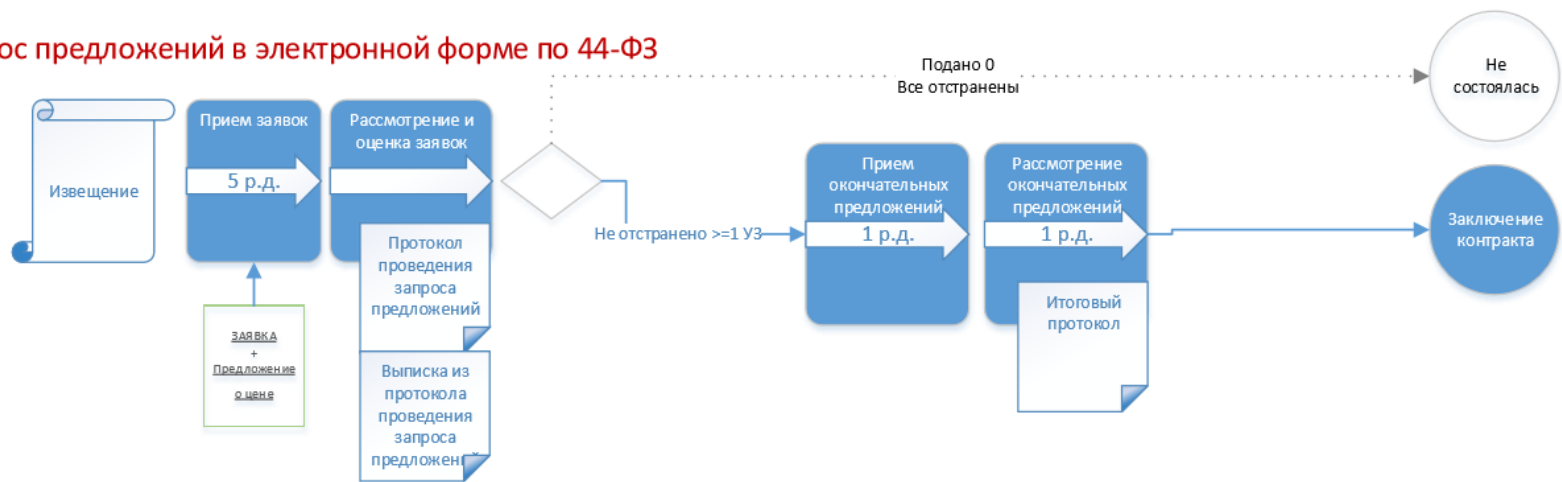 ос предложений в электронной форме по 44-ФЗ
Подано 0
Все отстранены
Не
состоялась
Извещение
Прием заявок
5 р.д.
Рассмотрение и
оценка заявок
Протокол
проведения
запроса
предложений
Выписка из
протокола
проведения
запроса
предложений
ЗАЯВКА
+
Предложение
о цене
Не отстранено >=1 УЗ
Прием
окончательных
предложений
1 р.д.
Рассмотрение
окончательных
предложений
1 р.д.
Итоговый
протокол
Заключение
контракта